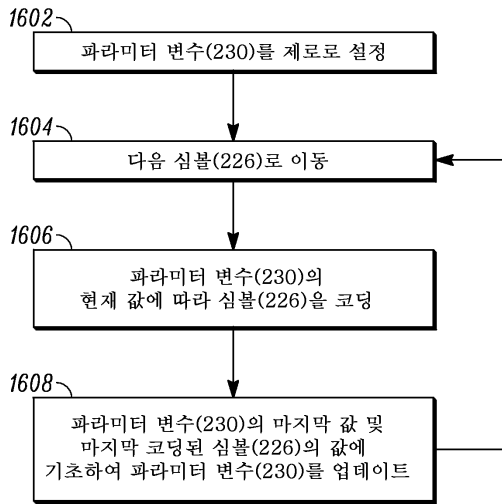 1602
파라미터 변수(230)를 제로로 설정
1604
다음 심볼(226)로 이동
1606
파라미터 변수(230)의
현재 값에 따라 심볼(226)을 코딩
1608
파라미터 변수(230)의 마지막 값 및
마지막 코딩된 심볼(226)의 값에
기초하여 파라미터 변수(230)를 업데이트